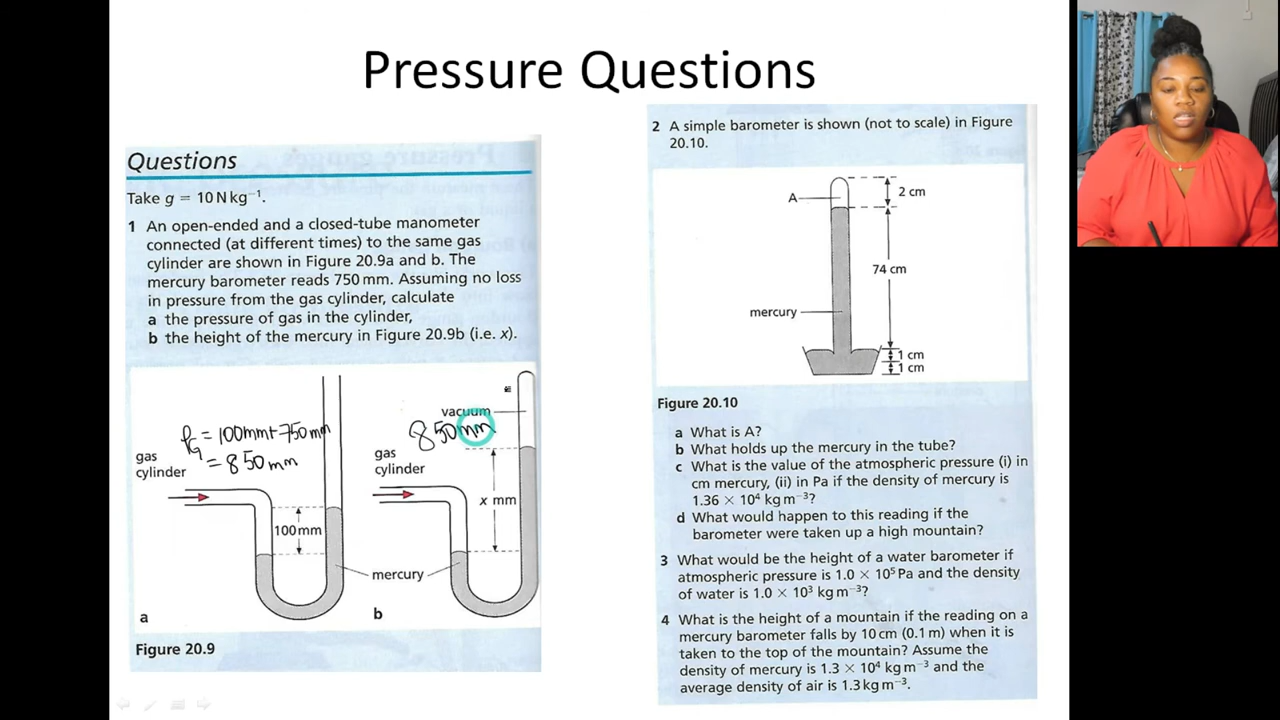 Pressure Questions
Questions
Take g = 10 N kg⁻¹.
1 An open-ended and a closed-tube manometer
connected (at different times) to the same gas
cylinder are shown in Figure 20.9a and b. The
mercury barometer reads 750 mm. Assuming no loss
in pressure from the gas cylinder, calculate
a the pressure of gas in the cylinder,
b the height of the mercury in Figure 20.9b (i.e. x).
P_G = 100mm + 750mm
= 850 mm
gas
cylinder
100 mm
a
vacuum
850mm
gas
cylinder
x mm
mercury
b
Figure 20.9
2 A simple barometer is shown (not to scale) in Figure
20.10.
A
2 cm
74 cm
mercury
1 cm
1 cm
Figure 20.10
a What is A?
b What holds up the mercury in the tube?
c What is the value of the atmospheric pressure (i) in
cm mercury, (ii) in Pa if the density of mercury is
1.36 × 10⁴ kg m⁻³?
d What would happen to this reading if the
barometer were taken up a high mountain?
3 What would be the height of a water barometer if
atmospheric pressure is 1.0 × 10⁵ Pa and the density
of water is 1.0 × 10³ kg m⁻³?
4 What is the height of a mountain if the reading on a
mercury barometer falls by 10 cm (0.1 m) when it is
taken to the top of the mountain? Assume the
density of mercury is 1.3 × 10⁴ kg m⁻³ and the
average density of air is 1.3 kg m⁻³.